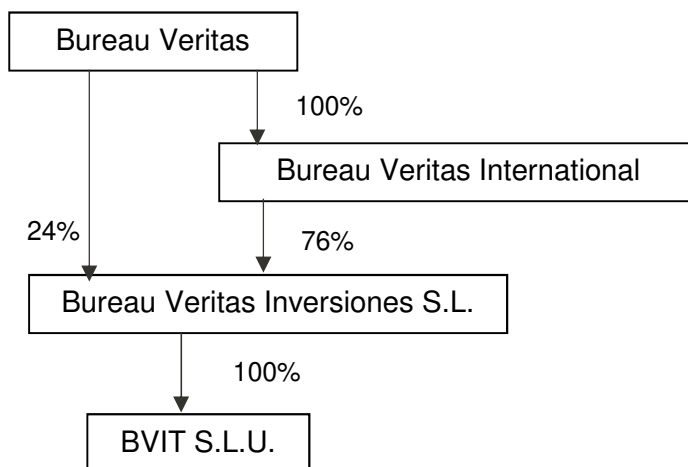 Bureau Veritas
100%
Bureau Veritas International
24%
76%
Bureau Veritas Inversiones S.L.
100%
BVIT S.L.U.